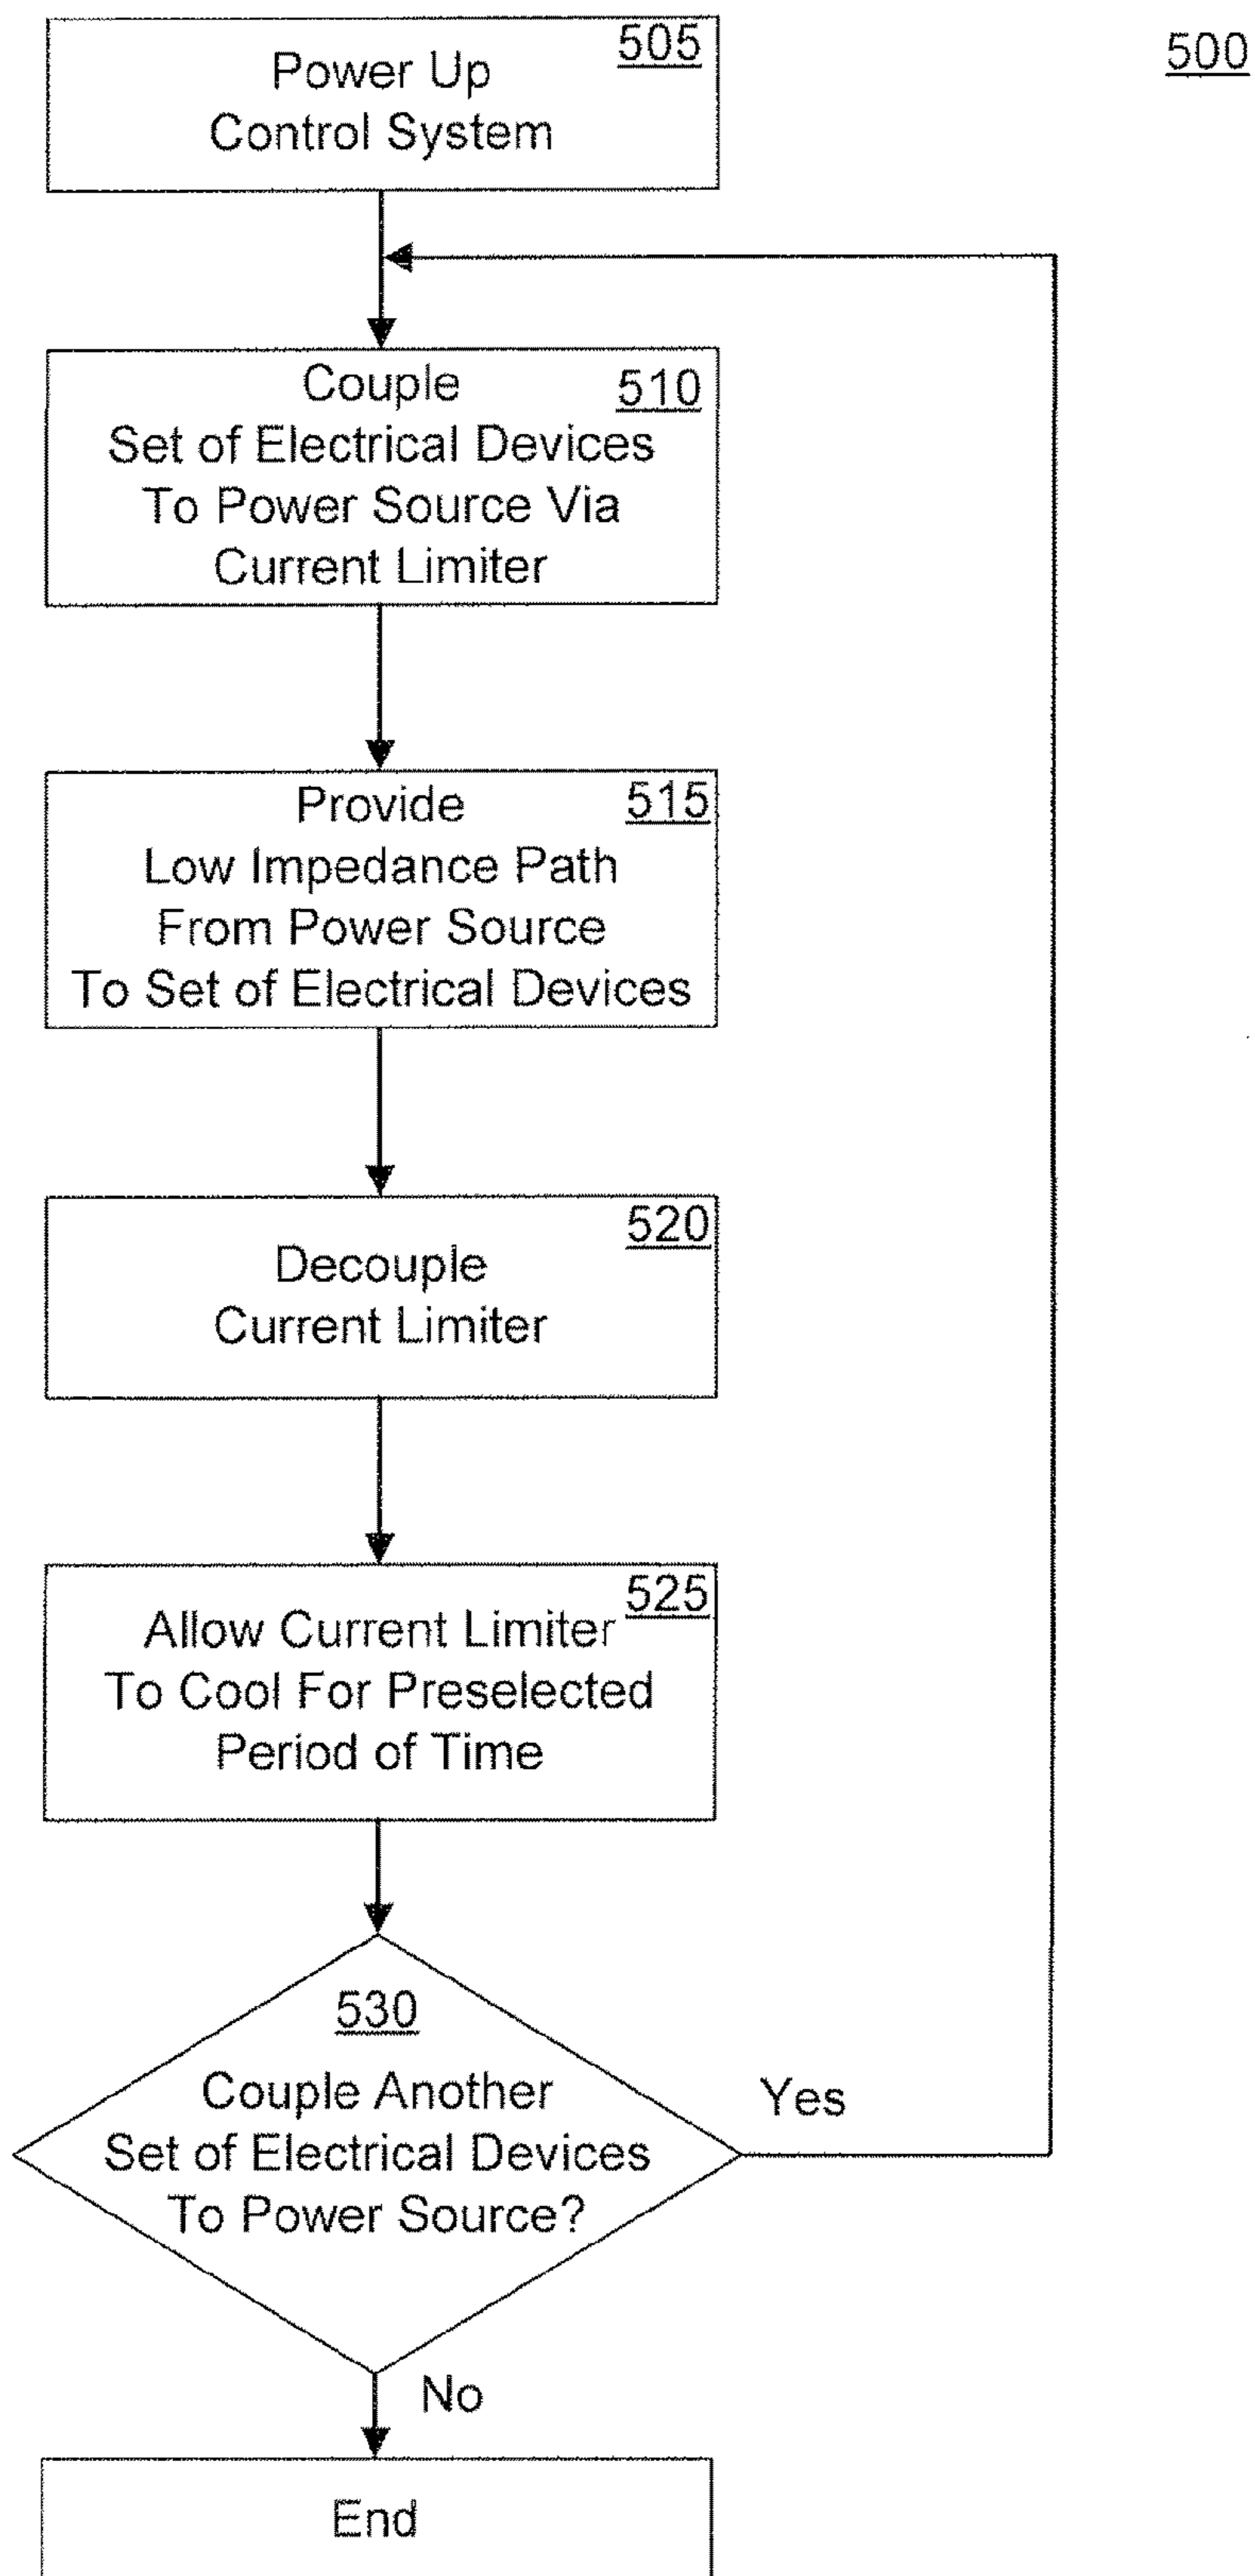 505
500
Power Up
Control System
Couple
510
Set of Electrical Devices
To Power Source Via
Current Limiter
Provide
515
Low Impedance Path
From Power Source
To Set of Electrical Devices
520
Decouple
Current Limiter
525
Allow Current Limiter
To Cool For Preselected
Period of Time
530
Couple Another
Set of Electrical Devices
To Power Source?
Yes
No
End